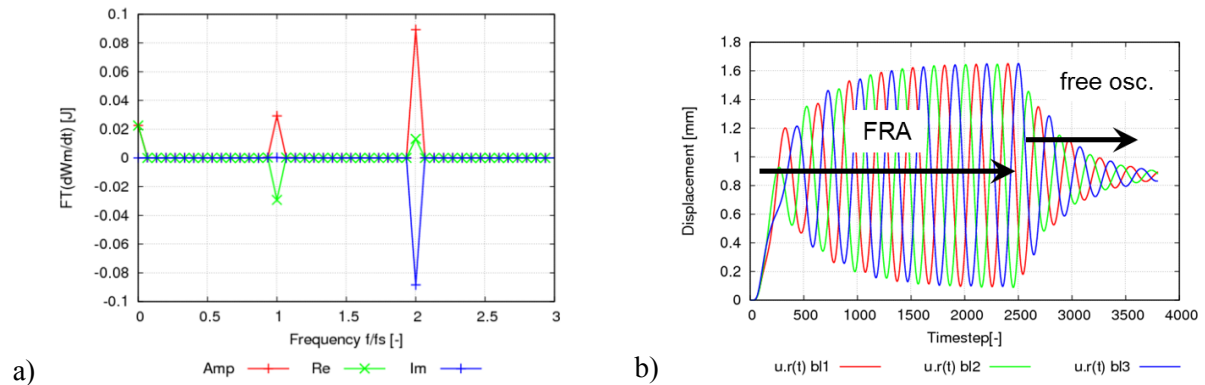 0.1
0.08
0.06
0.04
0.02
0
-0.02
-0.04
-0.06
-0.08
-0.1
FT(dWm/dt) [J]
0 0.5 1 1.5 2 2.5 3
Frequency f/fs [-]
Amp Re Im
a)
1.8
1.6
1.4
1.2
1
0.8
0.6
0.4
0.2
0
Displacement [mm]
free osc.
FRA
0 500 1000 1500 2000 2500 3000 3500 4000
Timestep[-]
u.r(t) bl1 u.r(t) bl2 u.r(t) bl3
b)